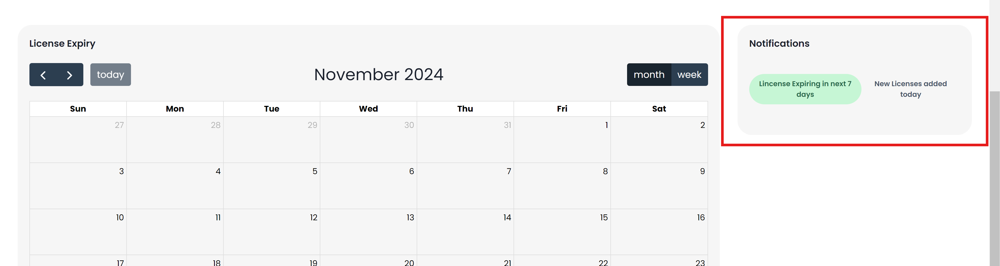 License Expiry
today
November 2024
month week
Sun Mon Tue Wed Thu Fri Sat
27 28 29 30 31 1 2
3 4 5 6 7 8 9
10 11 12 13 14 15 16
17 18 19 20 21 22 23
Notifications
Lincense Expiring in next 7
days
New Licenses added
today